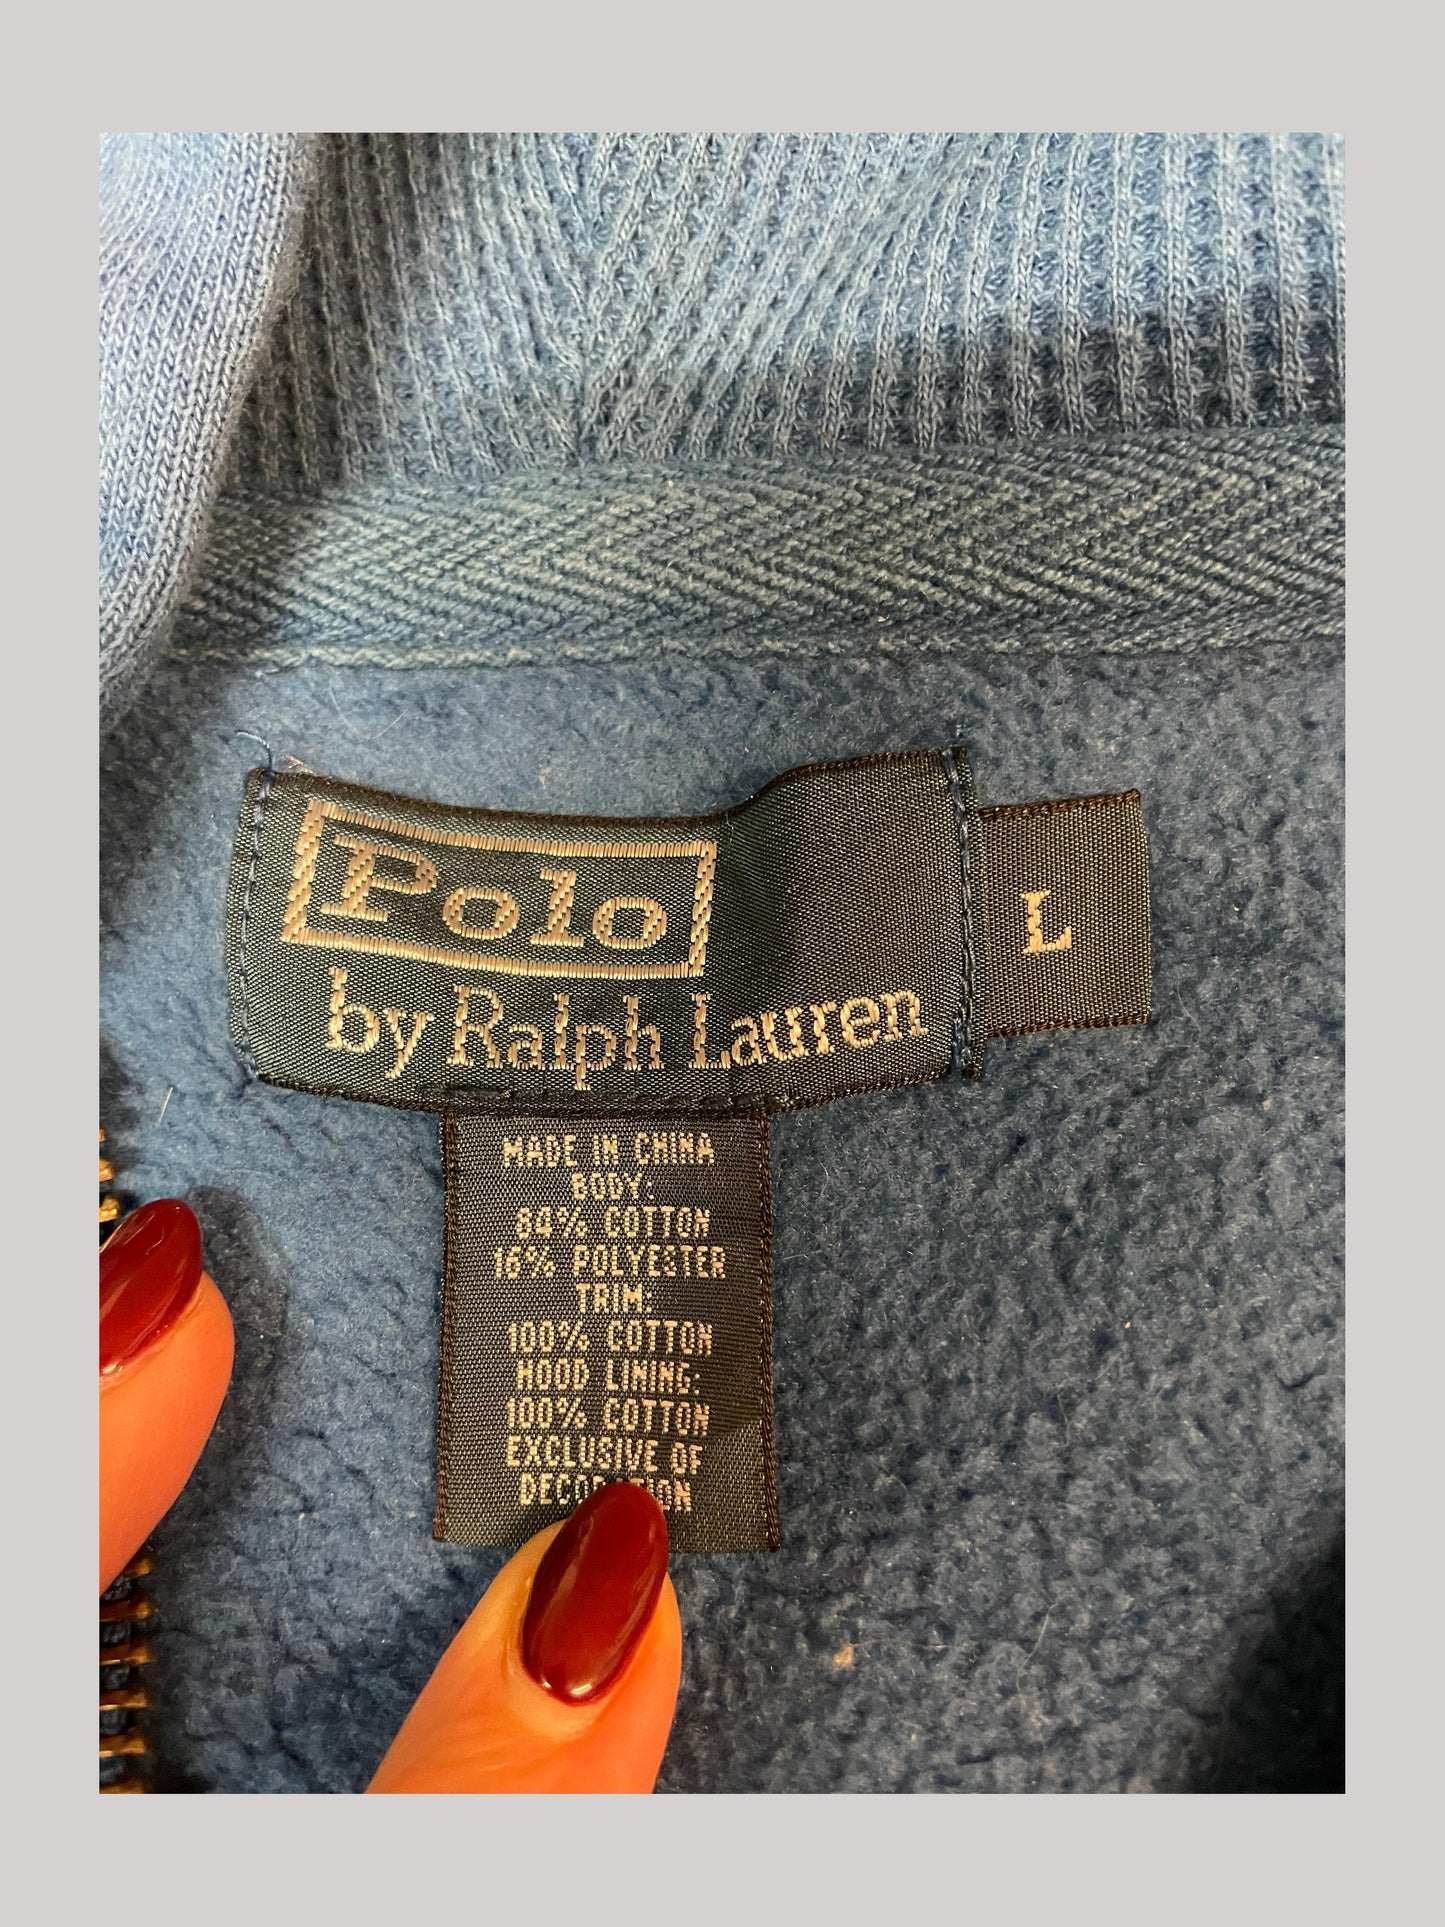 Polo
by Ralph Lauren
L
MADE IN CHINA
BODY:
84% COTTON
16% POLYESTER
TRIM:
100% COTTON
HOOD LINING:
100% COTTON
EXCLUSIVE OF